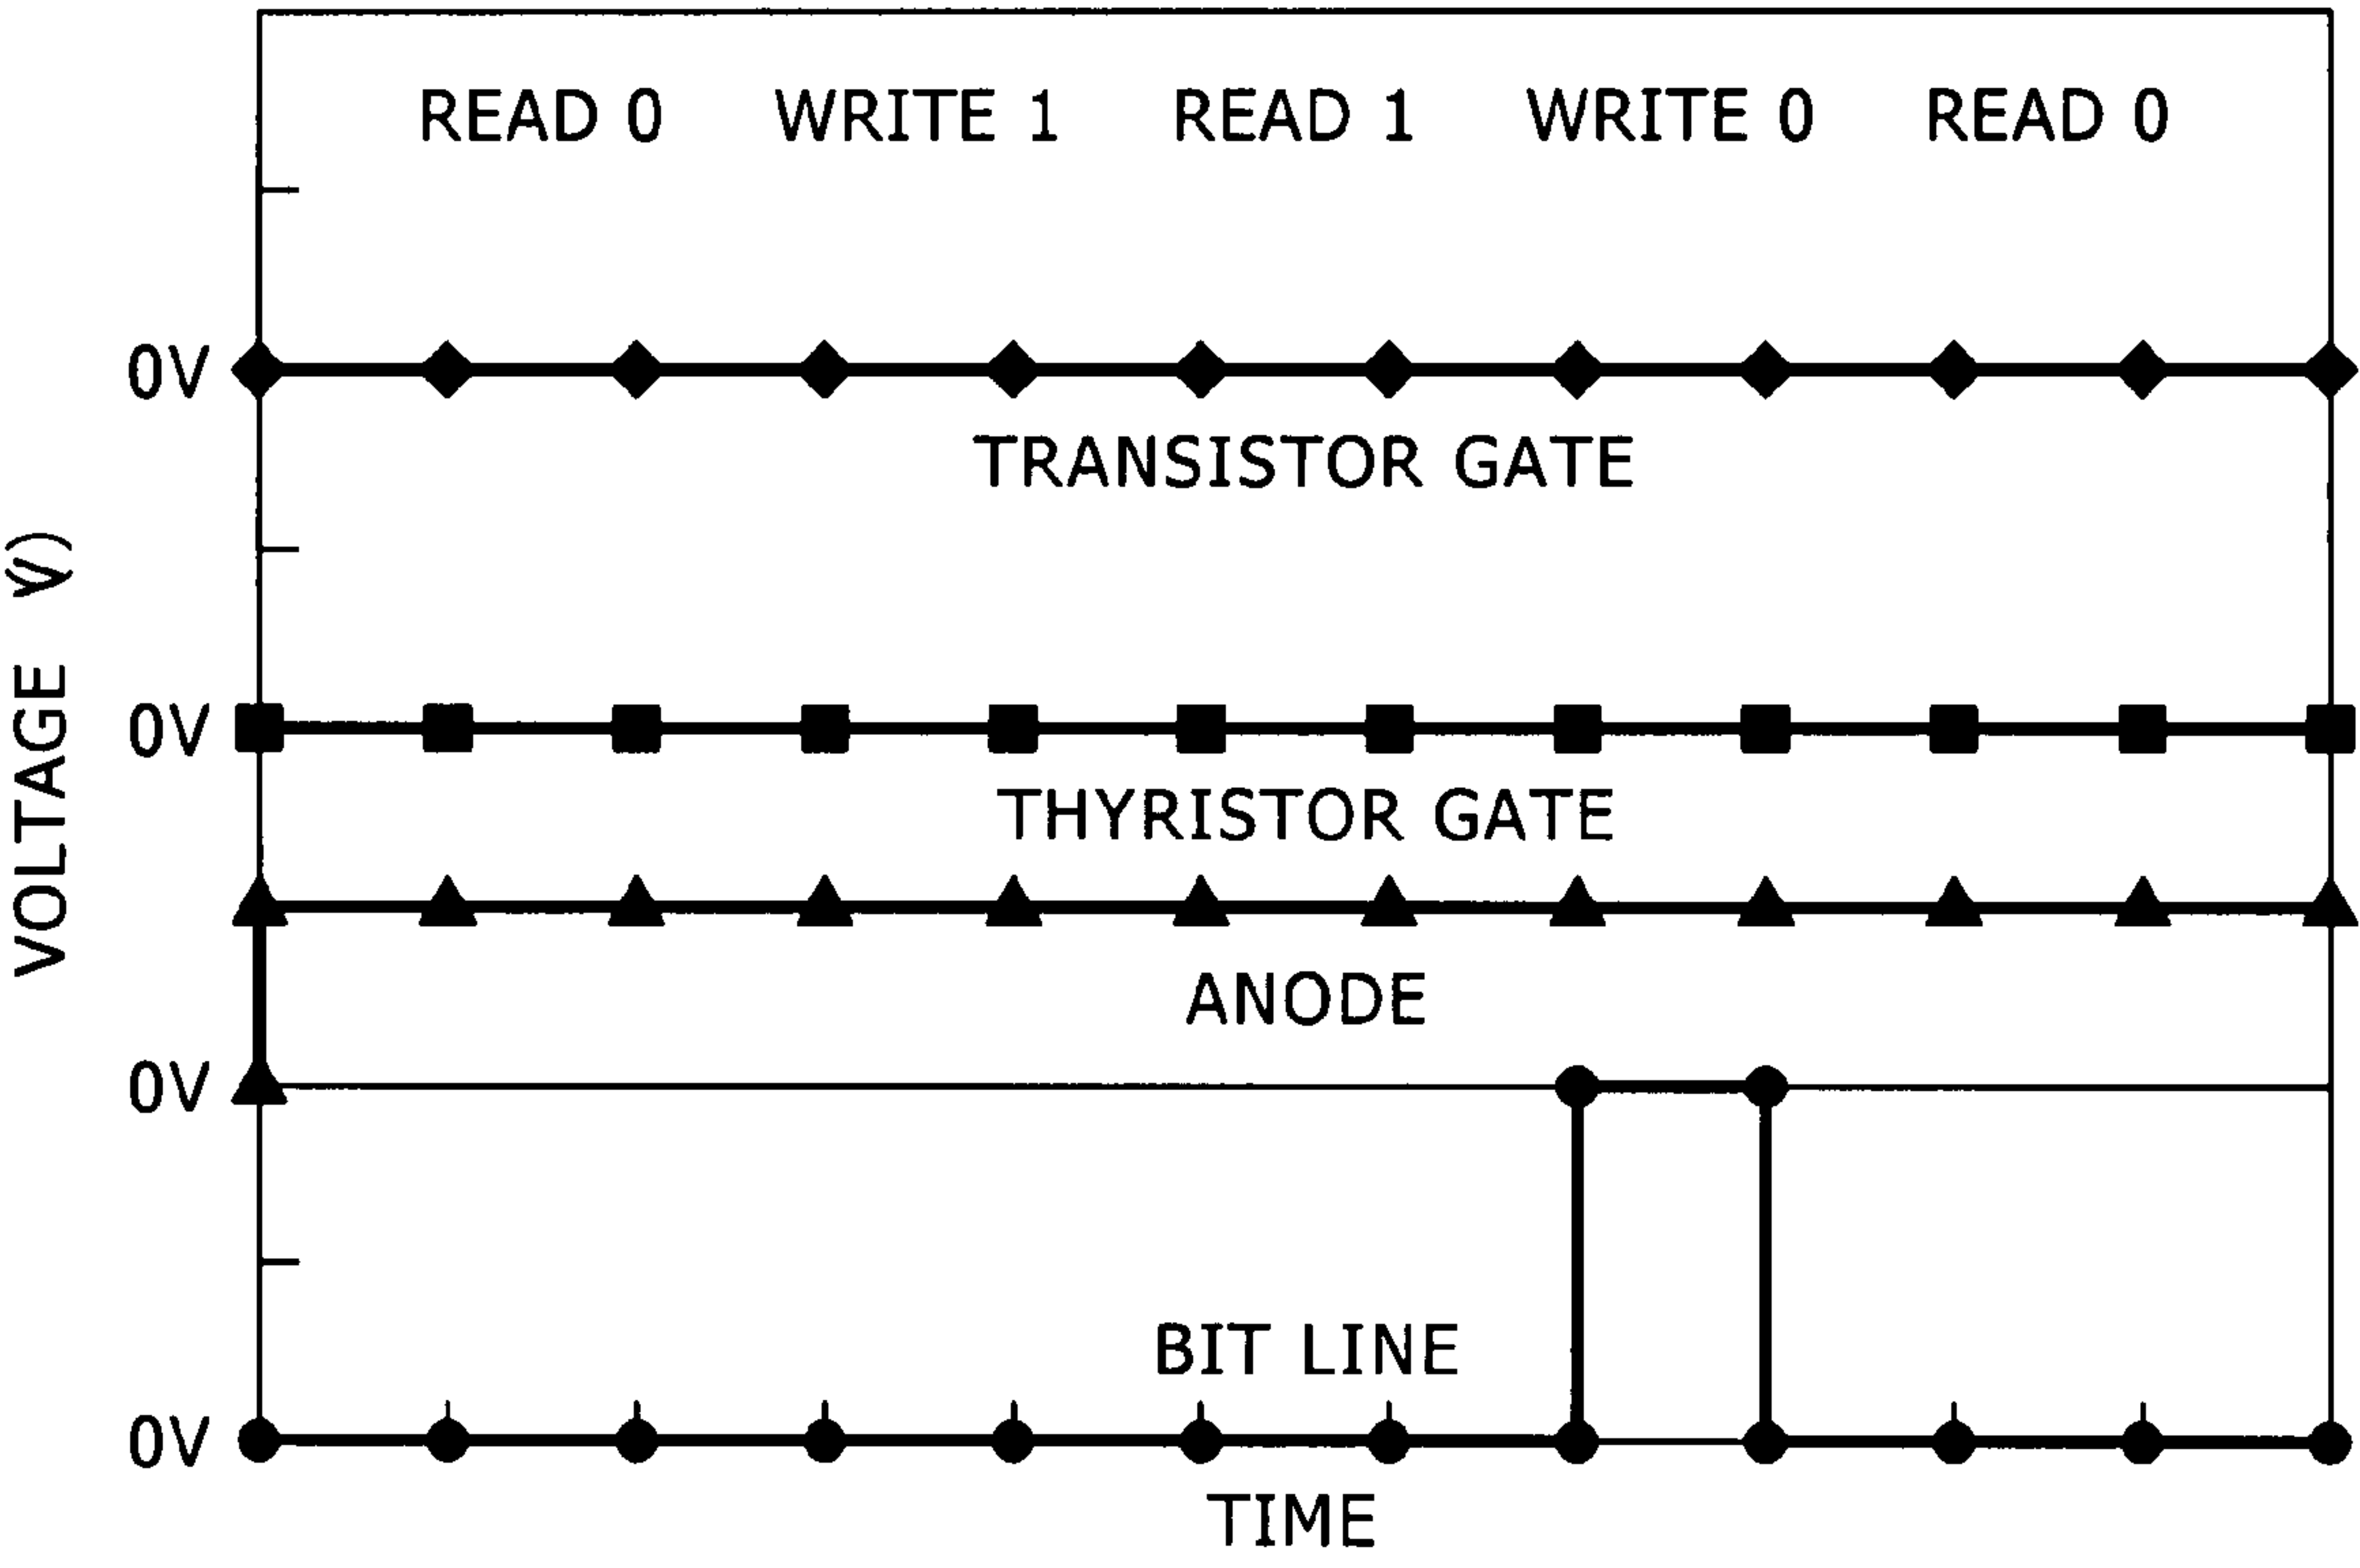 READ 0 WRITE 1 READ 1 WRITE 0 READ 0
0V
TRANSISTOR GATE
VOLTAGE (V)
0V
THYRISTOR GATE
ANODE
0V
BIT LINE
0V
TIME